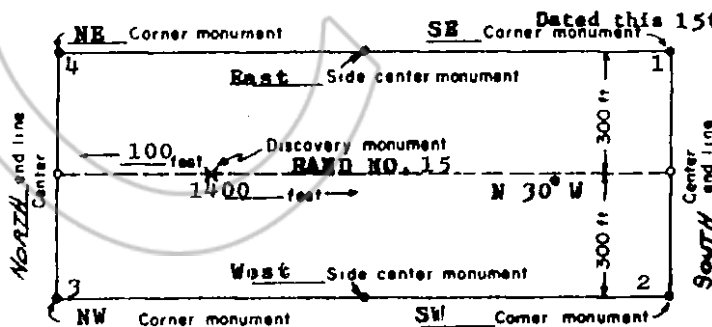 Dated this 15t
NE Corner monument
SE Corner monument
4
1
East Side center monument
300 ft
100 feet
Discovery monument
RAND NO. 15
1400 feet
N 30° W
NORTH end line
Center
Center
SOUTH end line
300 ft
West Side center monument
3
2
NW Corner monument
SW Corner monument